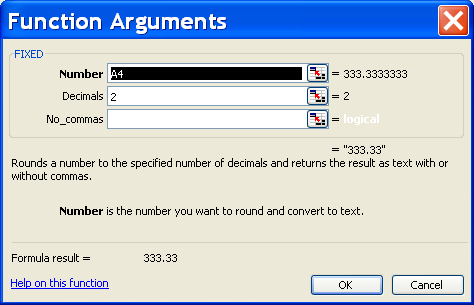 Function Arguments
FIXED
Number A4 = 333.3333333
Decimals 2 = 2
No_commas = logical
= "333.33"
Rounds a number to the specified number of decimals and returns the result as text with or
without commas.
Number is the number you want to round and convert to text.
Formula result = 333.33
Help on this function OK Cancel